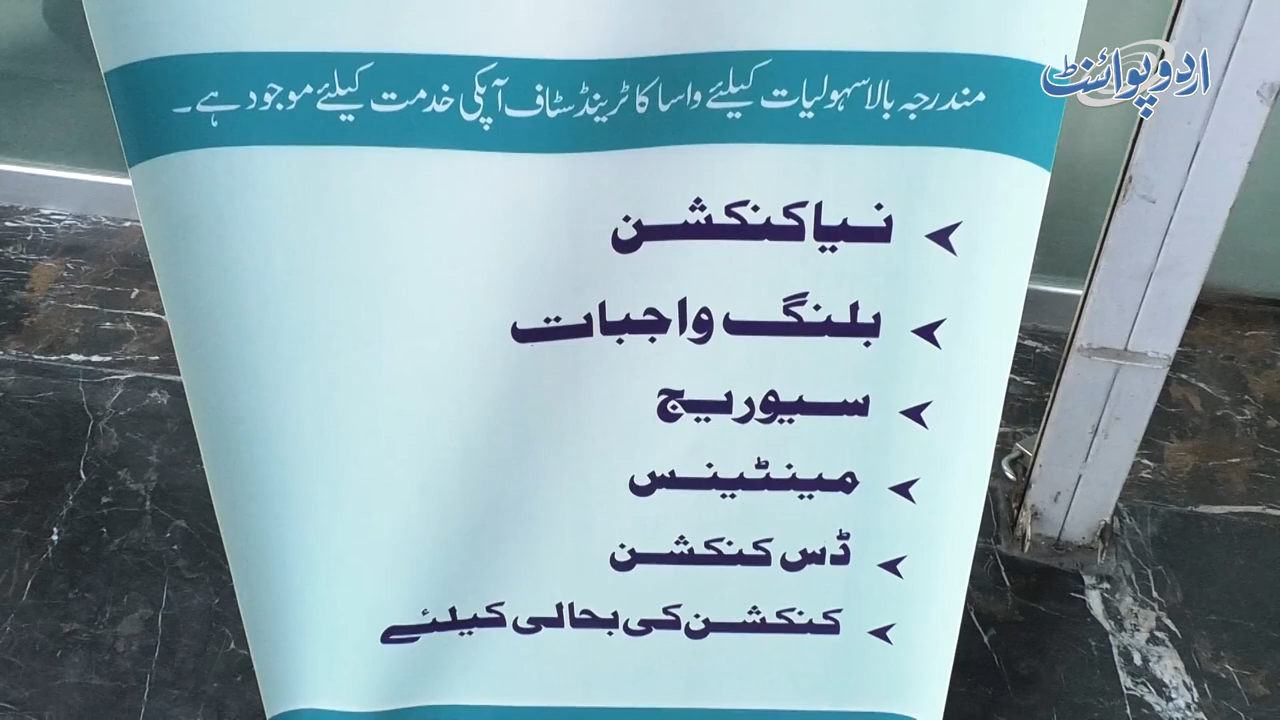 اردو پوائنٹ
مندرجہ بالا سہولیات کیلئے واسا کا ٹرینڈ سٹاف آپکی خدمت کیلئے موجود ہے۔
نیا کنکشن
بلنگ واجبات
سیوریج
مینٹینس
ڈس کنکشن
کنکشن کی بحالی کیلئے